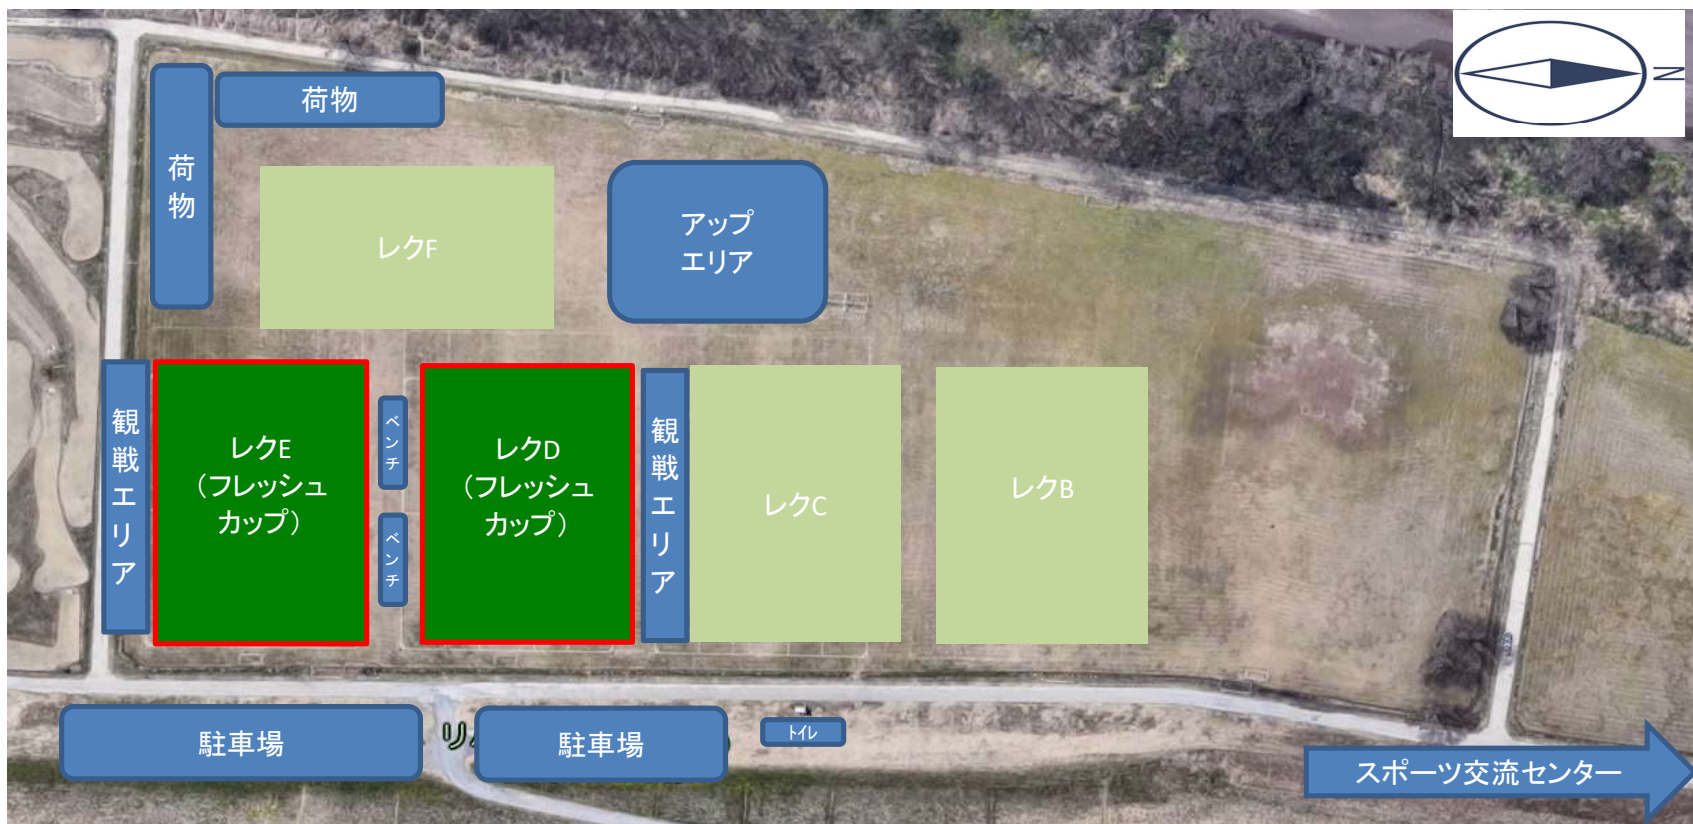 荷物
N
荷物
アップ
エリア
レクF
観戦エリア
レクE
（フレッシュ
カップ）
ベンチ
ベンチ
レクD
（フレッシュ
カップ）
観戦エリア
レクC
レクB
駐車場
リバ
駐車場
トイレ
スポーツ交流センター